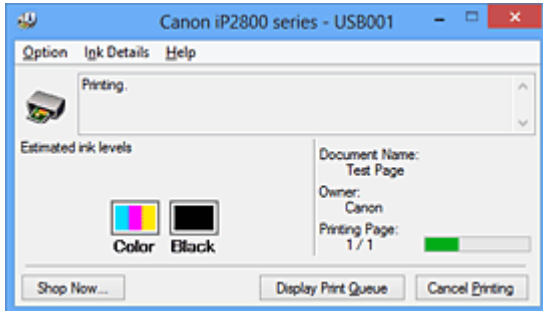 Canon iP2800 series - USB001
Option Ink Details Help
Printing.
Estimated ink levels
Document Name:
Test Page
Owner:
Canon
Printing Page:
1 / 1
Color Black
Shop Now...
Display Print Queue
Cancel Printing